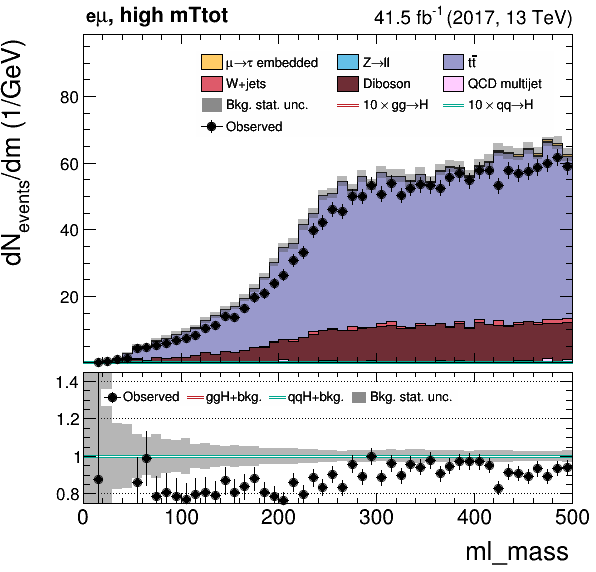 eμ, high mTtot
41.5 fb⁻¹ (2017, 13 TeV)
dN_events/dm (1/GeV)
μ→τ embedded Z→ll tt̄
W+jets Diboson QCD multijet
Bkg. stat. unc. 10 × gg→H 10 × qq→H
Observed
80
60
40
20
1.4
Observed ggH+bkg. qqH+bkg. Bkg. stat. unc.
1.2
1
0.8
0 100 200 300 400 500
ml_mass